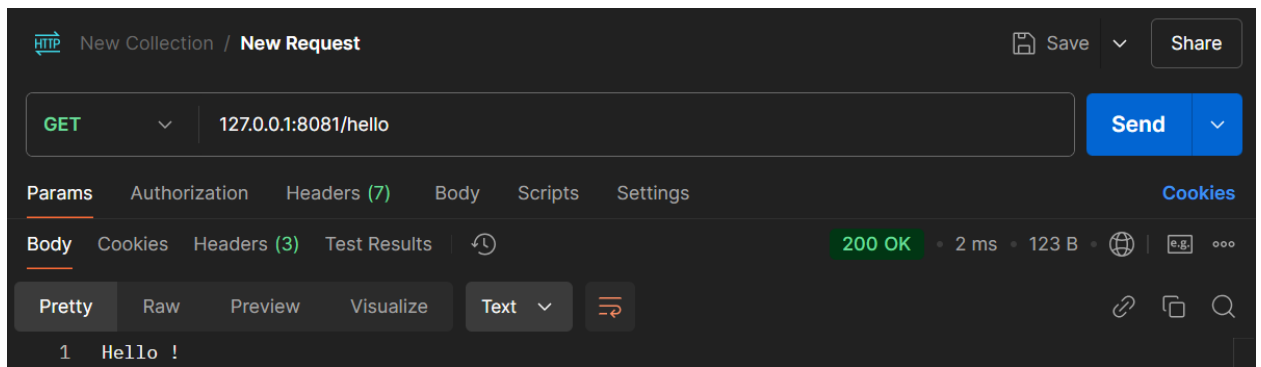 HTTP New Collection / New Request Save Share
GET 127.0.0.1:8081/hello Send
Params Authorization Headers (7) Body Scripts Settings Cookies
Body Cookies Headers (3) Test Results 200 OK • 2 ms • 123 B • e.g.
Pretty Raw Preview Visualize Text
1 Hello !